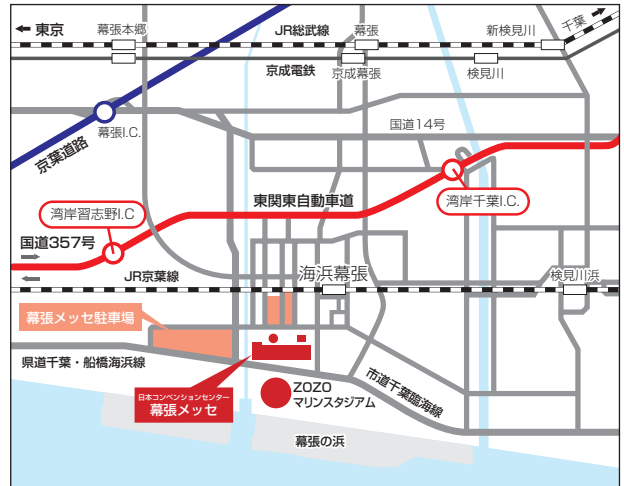 東京
幕張本郷
JR総武線
幕張
新検見川
千葉
京成電鉄
京成幕張
検見川
幕張I.C.
国道14号
京葉道路
湾岸習志野I.C
東関東自動車道
湾岸千葉I.C.
国道357号
JR京葉線
海浜幕張
検見川浜
幕張メッセ駐車場
県道千葉・船橋海浜線
日本コンベンションセンター
幕張メッセ
ZOZO
マリンスタジアム
市道千葉臨海線
幕張の浜